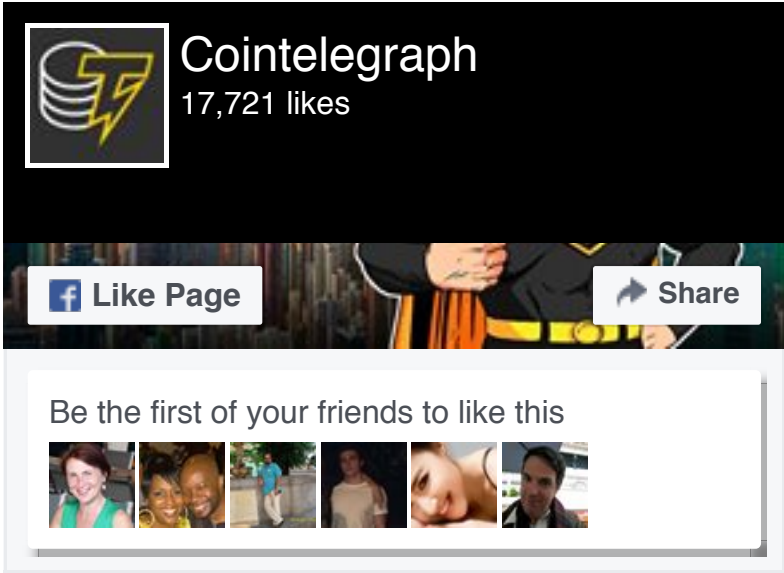 Cointelegraph
17,721 likes
Like Page
Share
Be the first of your friends to like this